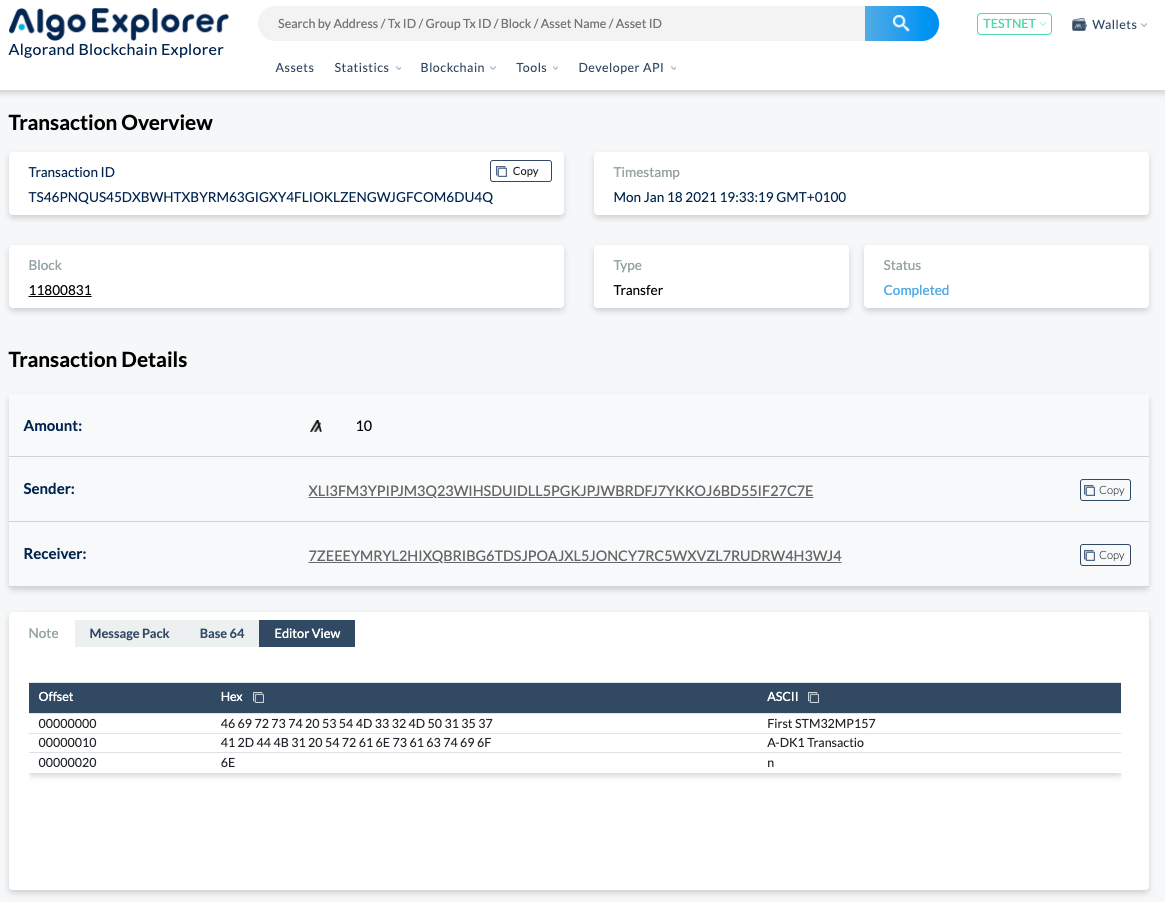 AlgoExplorer
Algorand Blockchain Explorer
Search by Address / Tx ID / Group Tx ID / Block / Asset Name / Asset ID
TESTNET
Wallets
Assets Statistics Blockchain Tools Developer API
Transaction Overview
Transaction ID
Copy
TS46PNQUS45DXBWHTXBYRM63GIGXY4FLIOKLZENGWJGFCOM6DU4Q
Timestamp
Mon Jan 18 2021 19:33:19 GMT+0100
Block
11800831
Type
Transfer
Status
Completed
Transaction Details
Amount: 10
Sender: XLI3FM3YPIPJM3Q23WIHSDUIDLL5PGKJPJWBRDFJ7YKKOJ6BD55IF27C7E Copy
Receiver: 7ZEEEYMRYL2HIXQBRIBG6TDSJPOAJXL5JONCY7RC5WXVZL7RUDRW4H3WJ4 Copy
Note Message Pack Base 64 Editor View
Offset Hex ASCII
00000000 46 69 72 73 74 20 53 54 4D 33 32 4D 50 31 35 37 First STM32MP157
00000010 41 2D 44 4B 31 20 54 72 61 6E 73 61 63 74 69 6F A-DK1 Transactio
00000020 6E n